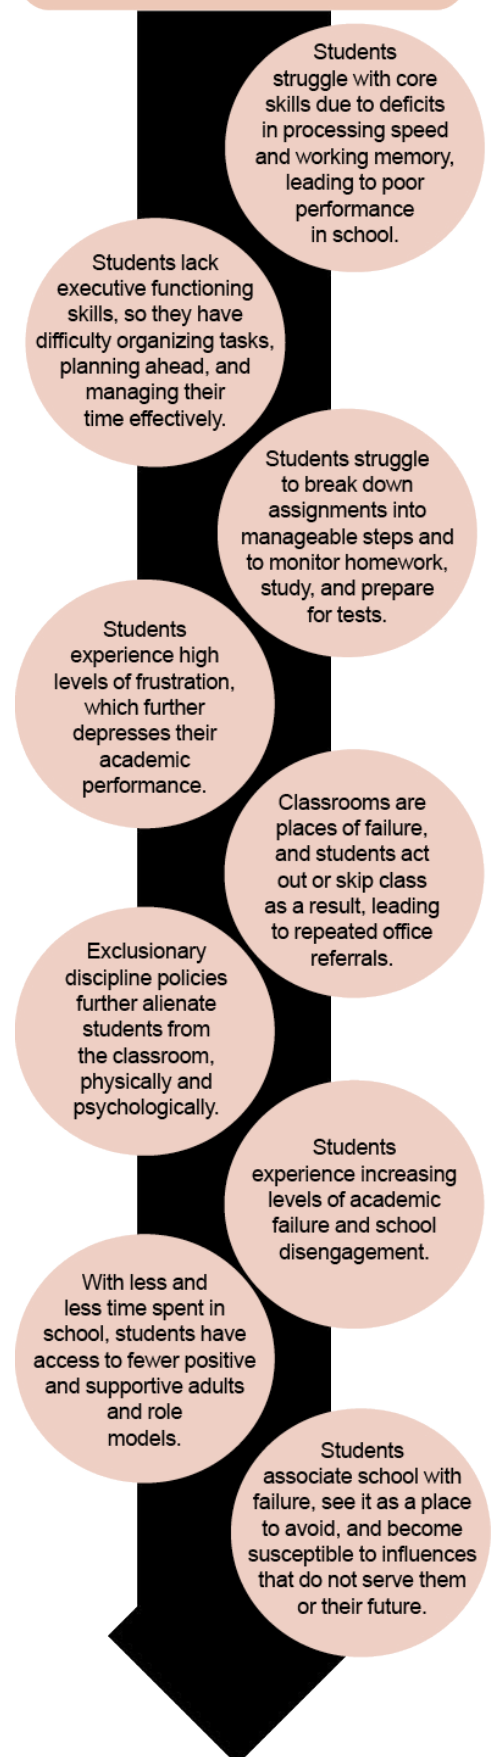 Students
struggle with core
skills due to deficits
in processing speed
and working memory,
leading to poor
performance
in school.
Students lack
executive functioning
skills, so they have
difficulty organizing tasks,
planning ahead, and
managing their
time effectively.
Students struggle
to break down
assignments into
manageable steps and
to monitor homework,
study, and prepare
for tests.
Students
experience high
levels of frustration,
which further
depresses their
academic
performance.
Classrooms are
places of failure,
and students act
out or skip class
as a result, leading
to repeated office
referrals.
Exclusionary
discipline policies
further alienate
students from
the classroom,
physically and
psychologically.
Students
experience increasing
levels of academic
failure and school
disengagement.
With less and
less time spent in
school, students have
access to fewer positive
and supportive adults
and role
models.
Students
associate school with
failure, see it as a place
to avoid, and become
susceptible to influences
that do not serve them
or their future.